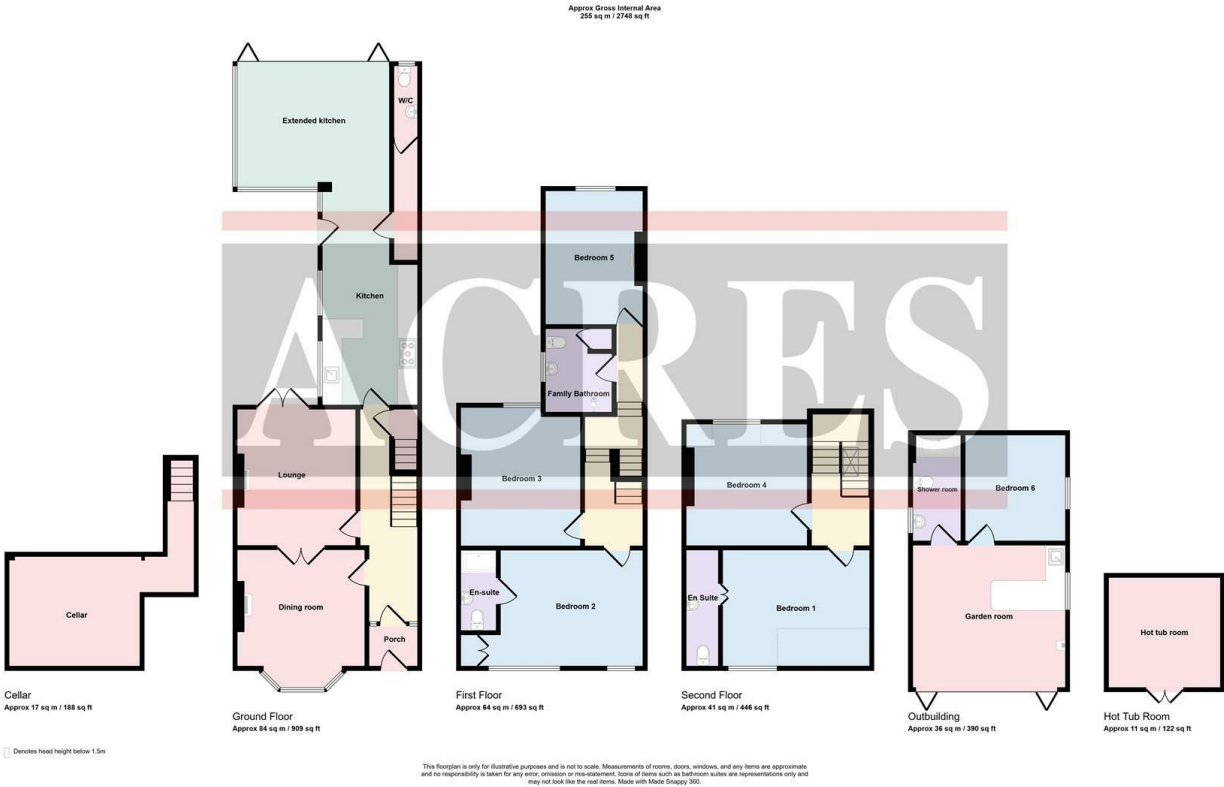 Approx Gross Internal Area
255 sq m / 2748 sq ft
W/C
Extended kitchen
Bedroom 5
Kitchen
ACRES
Family Bathroom
Lounge
Bedroom 3
Bedroom 4
Shower room
Bedroom 6
En-suite
En Suite
Dining room
Bedroom 2
Bedroom 1
Cellar
Porch
Garden room
Hot tub room
Cellar
Approx 17 sq m / 188 sq ft
Ground Floor
Approx 84 sq m / 909 sq ft
First Floor
Approx 64 sq m / 693 sq ft
Second Floor
Approx 41 sq m / 446 sq ft
Outbuilding
Approx 36 sq m / 390 sq ft
Hot Tub Room
Approx 11 sq m / 122 sq ft
Denotes head height below 1.5m
This floorplan is only for illustrative purposes and is not to scale. Measurements of rooms, doors, windows, and any items are approximate
and no responsibility is taken for any error, omission or mis-statement. Icons of items such as bathroom suites are representations only and
may not look like the real items. Made with Made Snappy 360.